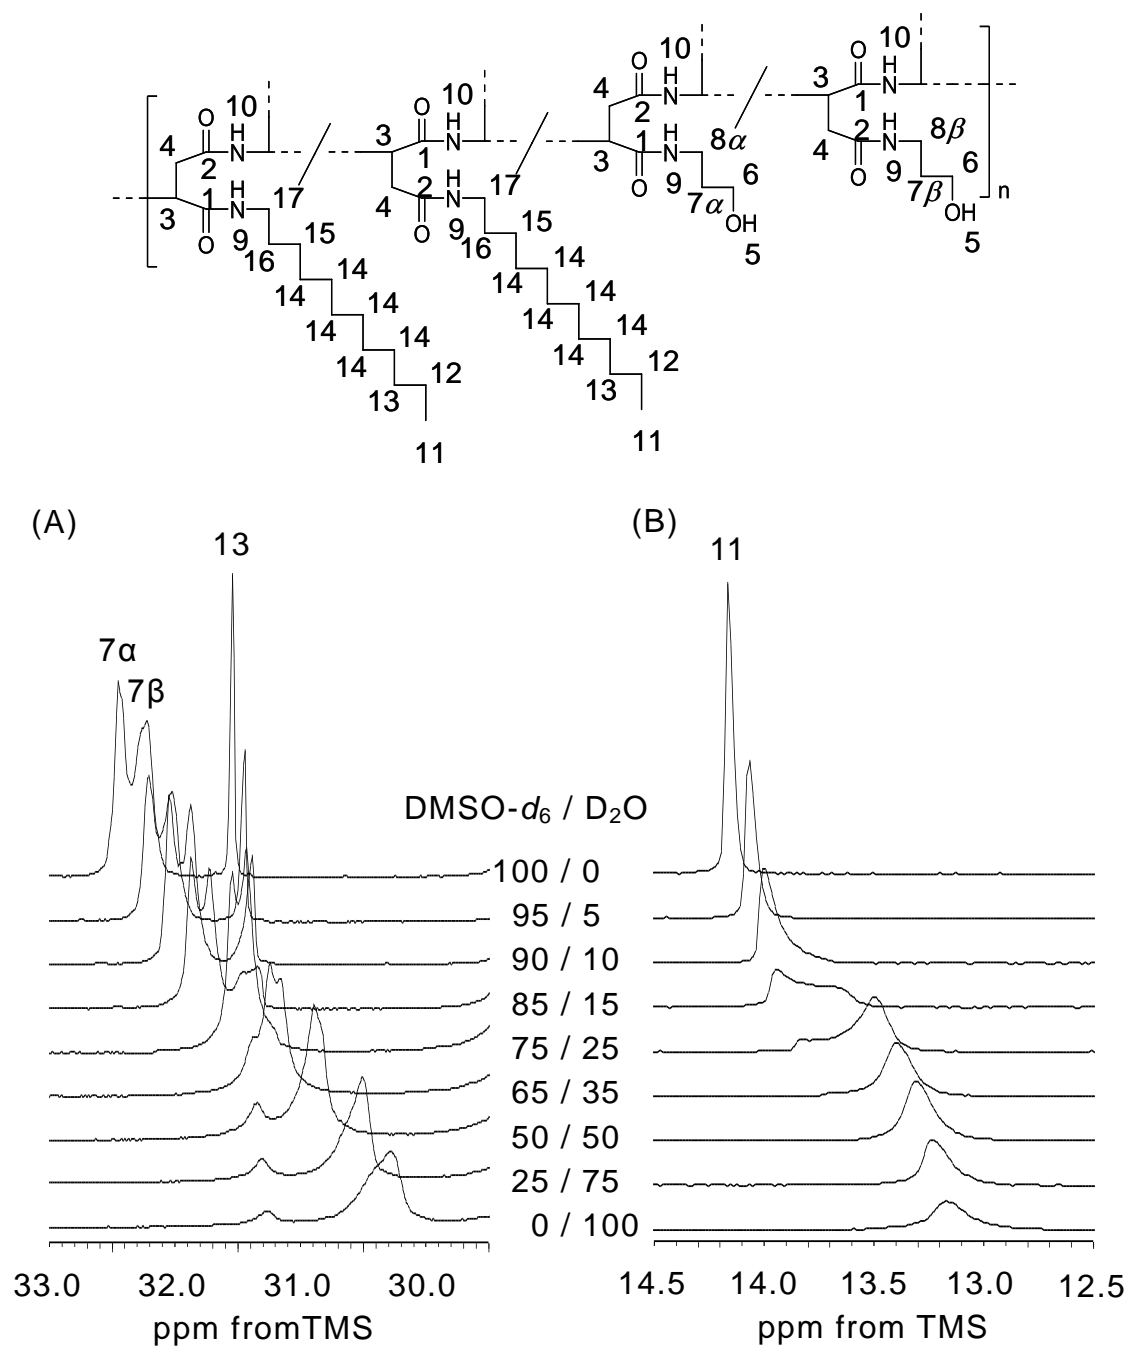 10 10 10 10
O H N O H N O H N O H N
4 2 3 1 4 2 3 1
1 17 2 17 1 8α 2 8β
3 O H N 9 4 O H N 9 3 O H N 9 6 4 O H N 9 6
7α 7β n
OH OH
5 5
16 15 16 15
14 14 14 14
14 14 14 14
14 14 14 14
13 12 13 12
11 11
(A) (B)
13 11
7α
7β
DMSO-d6 / D2O
100 / 0
95 / 5
90 / 10
85 / 15
75 / 25
65 / 35
50 / 50
25 / 75
0 / 100
33.0 32.0 31.0 30.0 14.5 14.0 13.5 13.0 12.5
ppm fromTMS ppm from TMS